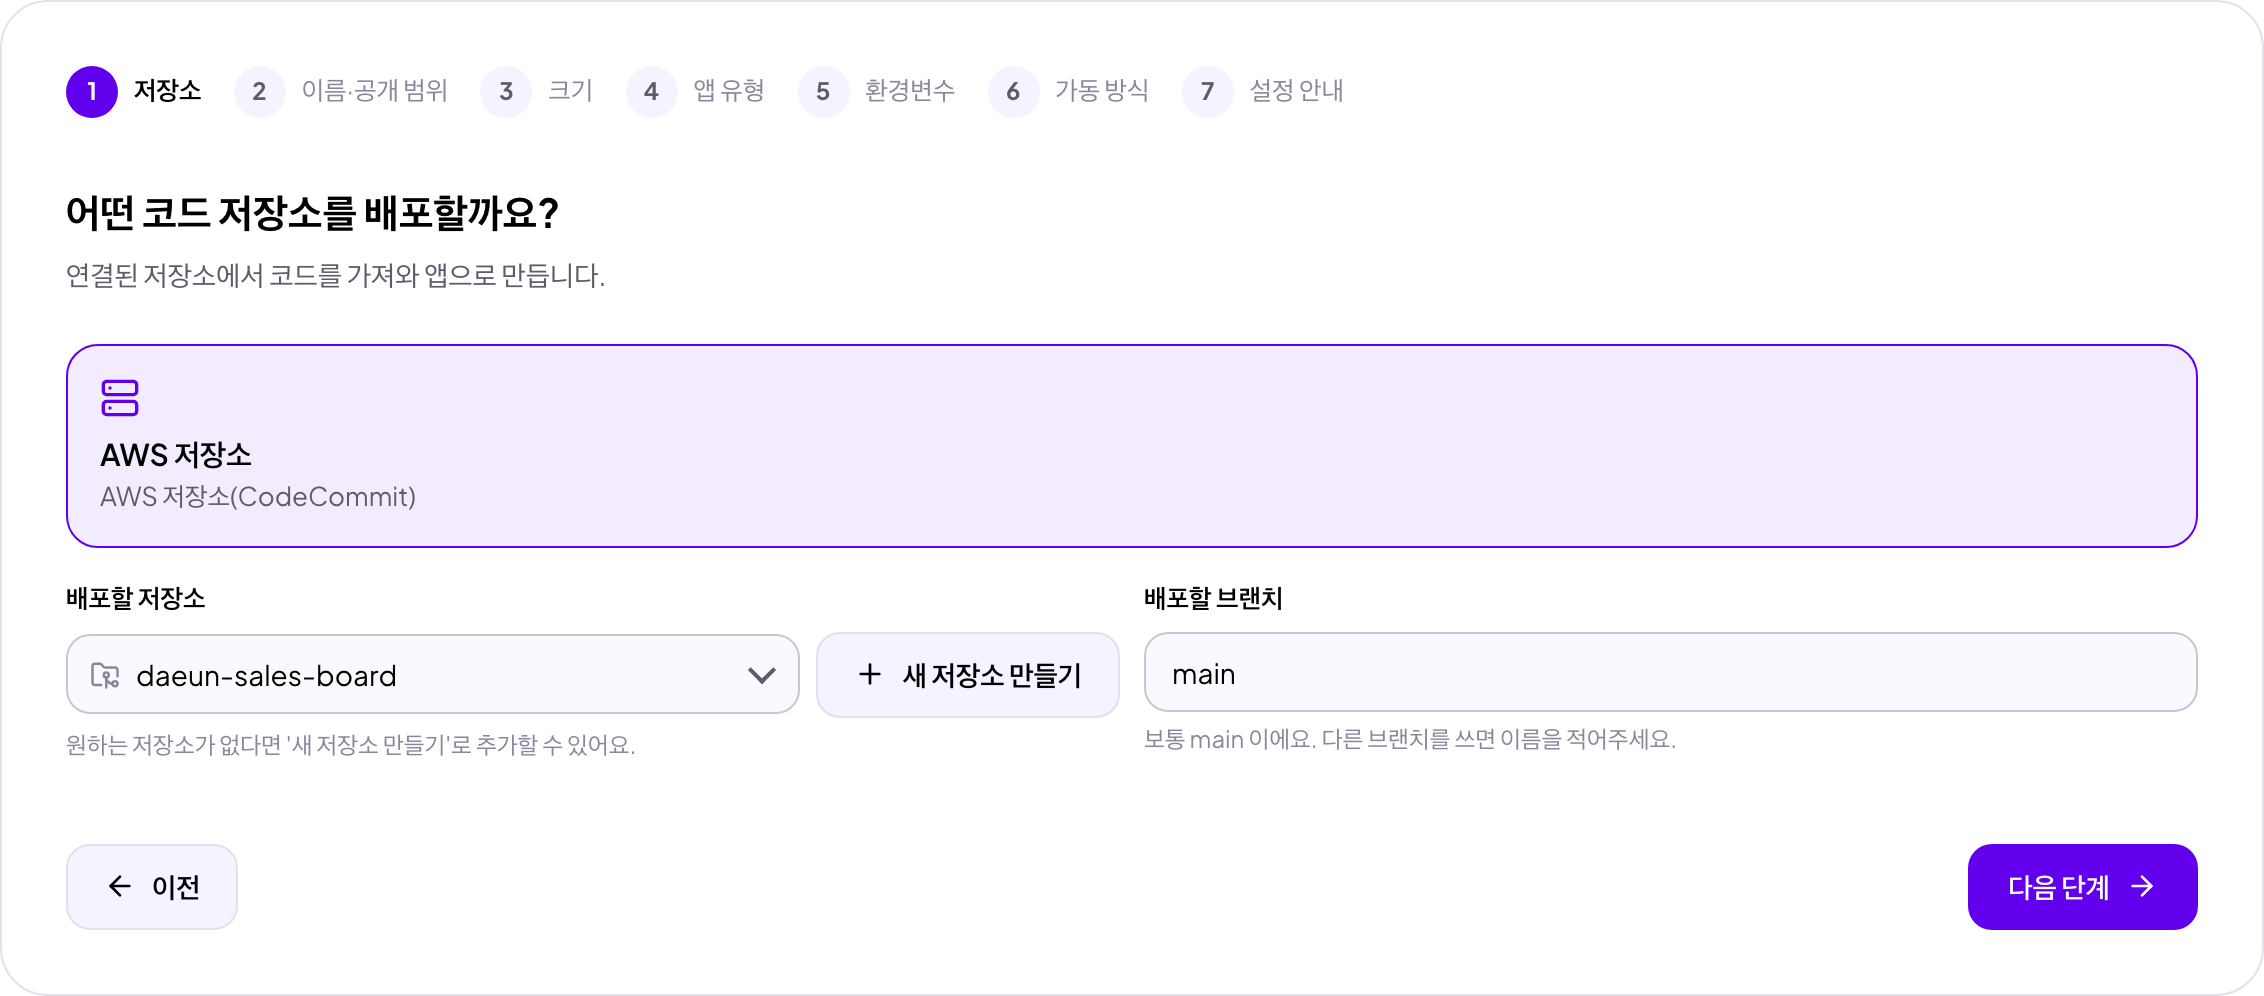 1 저장소 2 이름·공개 범위 3 크기 4 앱 유형 5 환경변수 6 가동 방식 7 설정 안내
어떤 코드 저장소를 배포할까요?
연결된 저장소에서 코드를 가져와 앱으로 만듭니다.
AWS 저장소
AWS 저장소(CodeCommit)
배포할 저장소
daeun-sales-board
새 저장소 만들기
원하는 저장소가 없다면 '새 저장소 만들기'로 추가할 수 있어요.
배포할 브랜치
main
보통 main 이에요. 다른 브랜치를 쓰면 이름을 적어주세요.
이전
다음 단계